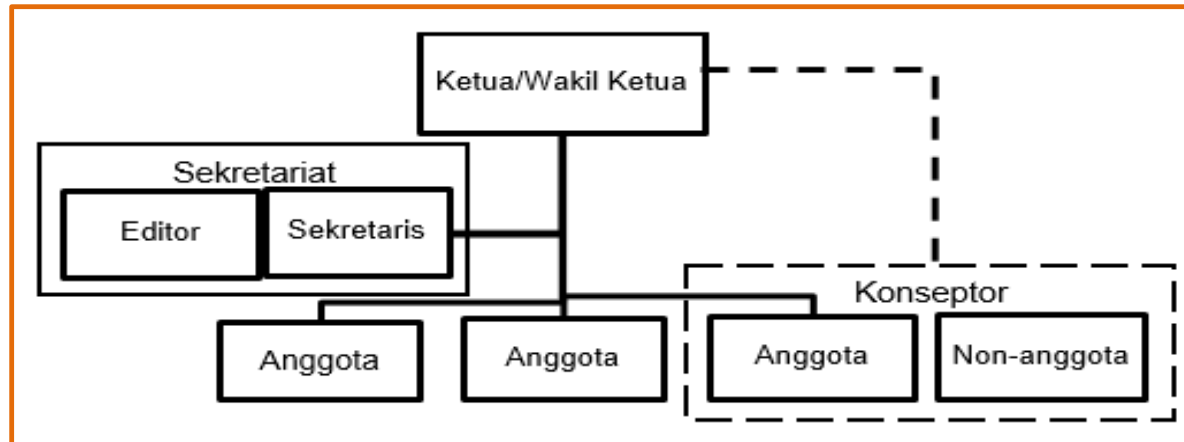 Ketua/Wakil Ketua
Sekretariat
Editor
Sekretaris
Konseptor
Anggota
Anggota
Anggota
Non-anggota